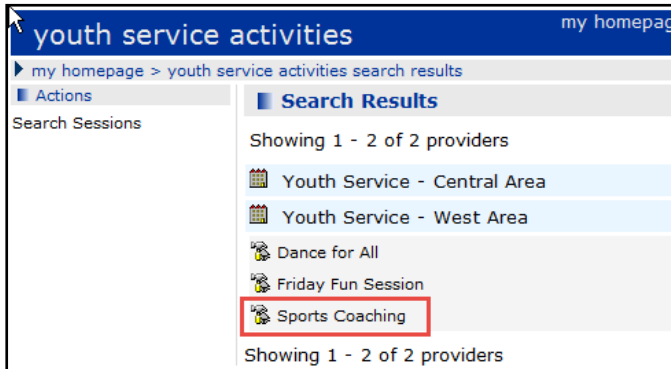 youth service activities
my homepag
my homepage > youth service activities search results
Actions
Search Sessions
Search Results
Showing 1 - 2 of 2 providers
Youth Service - Central Area
Youth Service - West Area
Dance for All
Friday Fun Session
Sports Coaching
Showing 1 - 2 of 2 providers